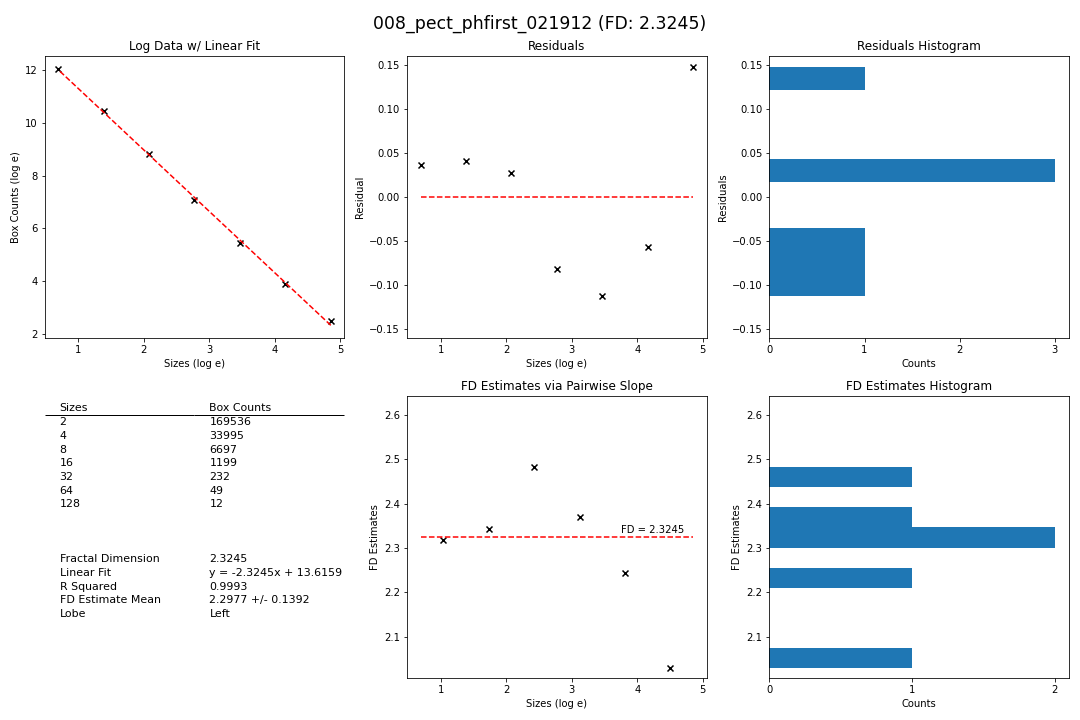 008_pect_phfirst_021912 (FD: 2.3245)
Log Data w/ Linear Fit
12
10
8
6
4
2
Box Counts (log e)
1 2 3 4 5
Sizes (log e)
Residuals
0.15
0.10
0.05
0.00
−0.05
−0.10
−0.15
Residual
1 2 3 4 5
Sizes (log e)
Residuals Histogram
0.15
0.10
0.05
0.00
−0.05
−0.10
−0.15
Residuals
0 1 2 3
Counts
Sizes Box Counts
2 169536
4 33995
8 6697
16 1199
32 232
64 49
128 12
Fractal Dimension 2.3245
Linear Fit y = -2.3245x + 13.6159
R Squared 0.9993
FD Estimate Mean 2.2977 +/- 0.1392
Lobe Left
FD Estimates via Pairwise Slope
2.6
2.5
2.4
2.3
2.2
2.1
FD Estimates
FD = 2.3245
1 2 3 4 5
Sizes (log e)
FD Estimates Histogram
2.6
2.5
2.4
2.3
2.2
2.1
FD Estimates
0 1 2
Counts